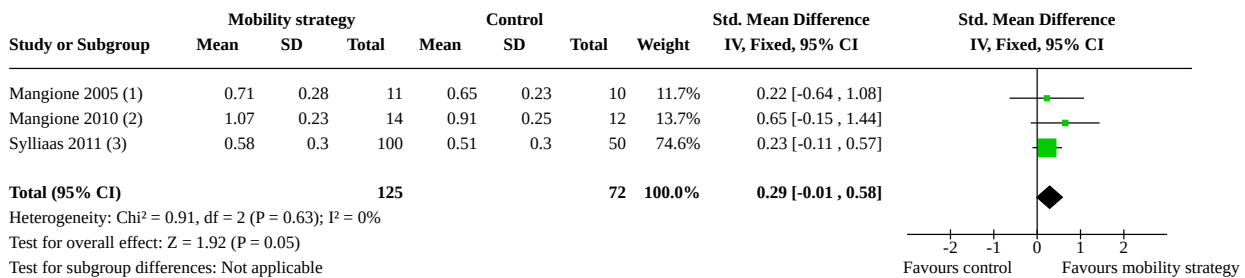 Mobility strategy Control Std. Mean Difference Std. Mean Difference
Study or Subgroup Mean SD Total Mean SD Total Weight IV, Fixed, 95% CI IV, Fixed, 95% CI
Mangione 2005 (1) 0.71 0.28 11 0.65 0.23 10 11.7% 0.22 [-0.64 , 1.08]
Mangione 2010 (2) 1.07 0.23 14 0.91 0.25 12 13.7% 0.65 [-0.15 , 1.44]
Sylliaas 2011 (3) 0.58 0.3 100 0.51 0.3 50 74.6% 0.23 [-0.11 , 0.57]
Total (95% CI) 125 72 100.0% 0.29 [-0.01 , 0.58]
Heterogeneity: Chi² = 0.91, df = 2 (P = 0.63); I² = 0%
Test for overall effect: Z = 1.92 (P = 0.05)
-2 -1 0 1 2
Test for subgroup differences: Not applicable Favours control Favours mobility strategy